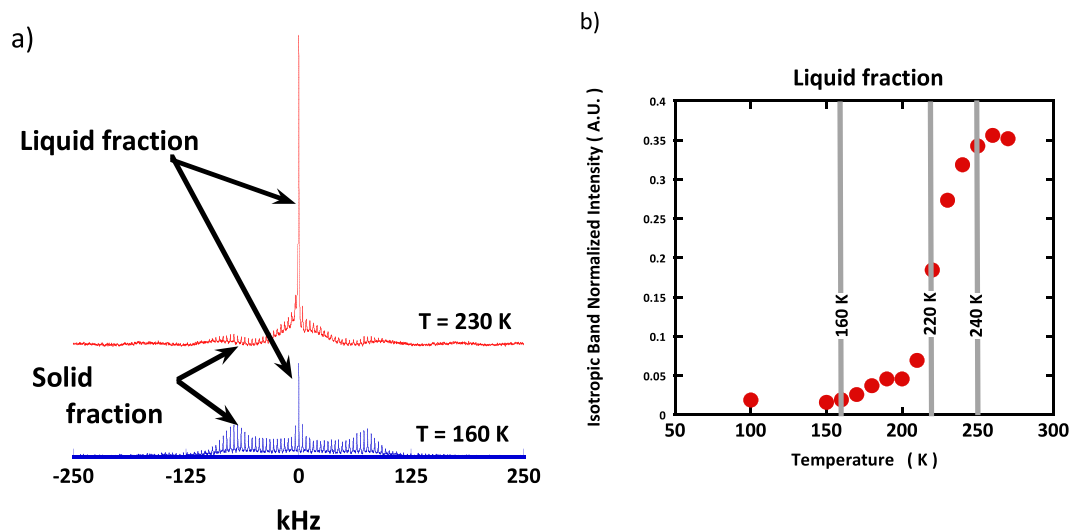 a)
Liquid fraction
T = 230 K
Solid
fraction
T = 160 K
-250 -125 0 125 250
kHz
b)
Liquid fraction
Isotropic Band Normalized Intensity ( A.U. )
0.4
0.35
0.3
0.25
0.2
0.15
0.1
0.05
0
160 K
220 K
240 K
50 100 150 200 250 300
Temperature ( K )